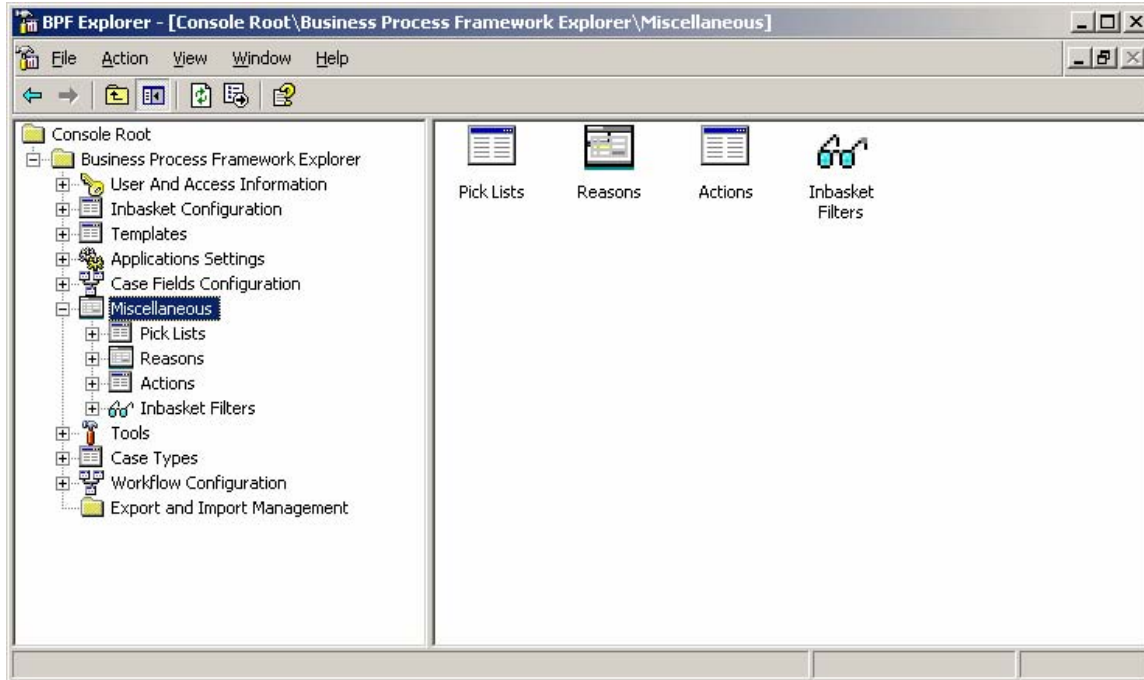 BPF Explorer - [Console Root\Business Process Framework Explorer\Miscellaneous]
File Action View Window Help
Console Root
Business Process Framework Explorer
User And Access Information
Inbasket Configuration
Templates
Applications Settings
Case Fields Configuration
Miscellaneous
Pick Lists
Reasons
Actions
Inbasket Filters
Tools
Case Types
Workflow Configuration
Export and Import Management
Pick Lists
Reasons
Actions
Inbasket
Filters